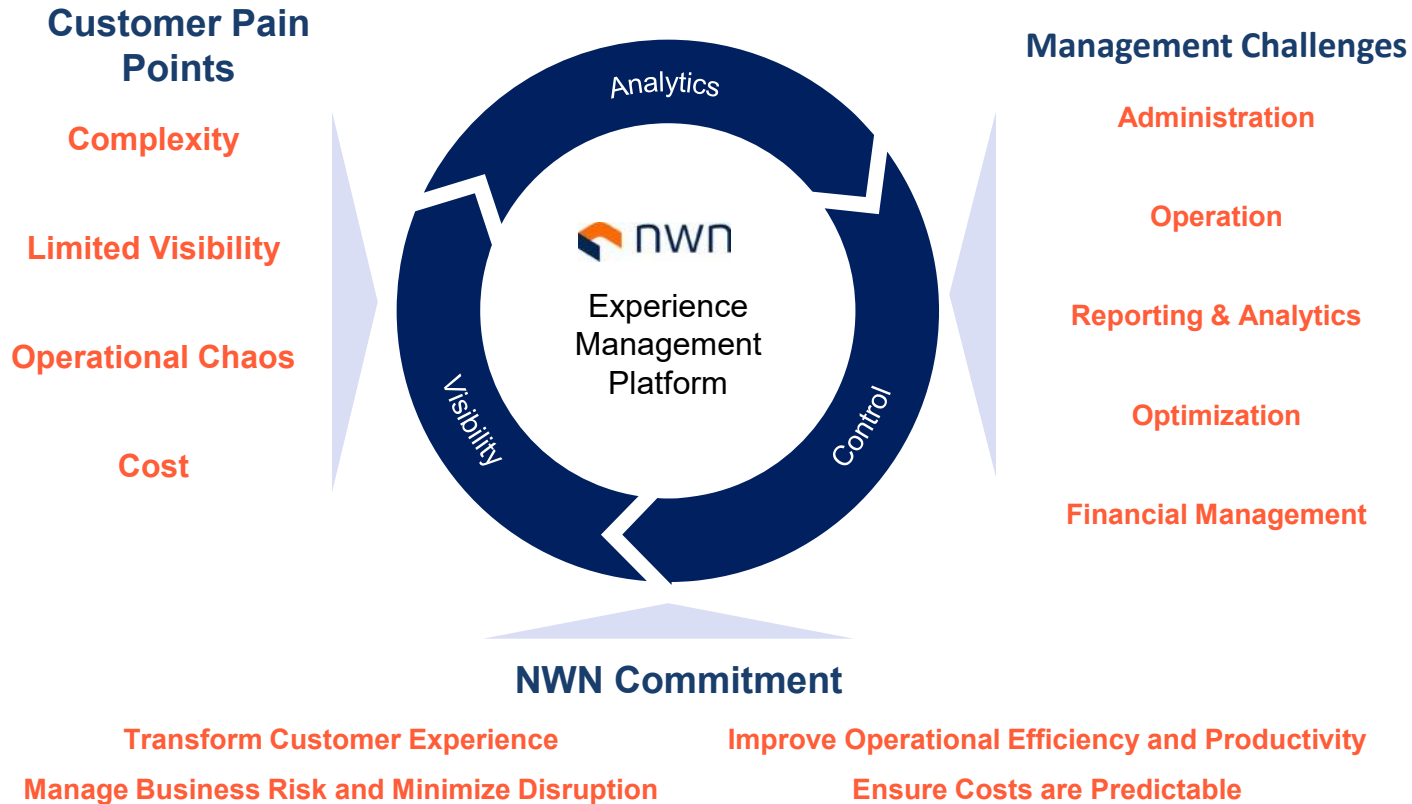 Customer Pain
Points
Complexity
Limited Visibility
Operational Chaos
Cost
Analytics
Visibility
Control
nwn
Experience
Management
Platform
Management Challenges
Administration
Operation
Reporting & Analytics
Optimization
Financial Management
NWN Commitment
Transform Customer Experience
Improve Operational Efficiency and Productivity
Manage Business Risk and Minimize Disruption
Ensure Costs are Predictable